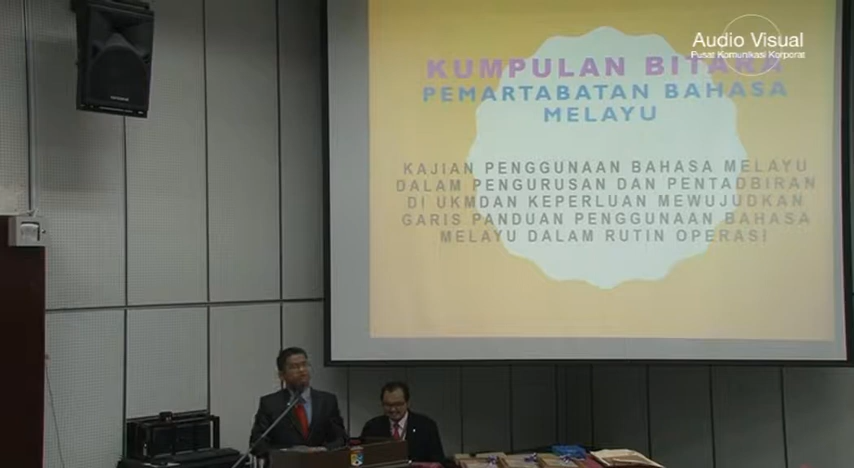 Audio Visual
Pusat Komunikasi Korporat
KUMPULAN BITARA
PEMARTABATAN BAHASA
MELAYU
KAJIAN PENGGUNAAN BAHASA MELAYU
DALAM PENGURUSAN DAN PENTADBIRAN
DI UKMDAN KEPERLUAN MEWUJUDKAN
GARIS PANDUAN PENGGUNAAN BAHASA
MELAYU DALAM RUTIN OPERASI